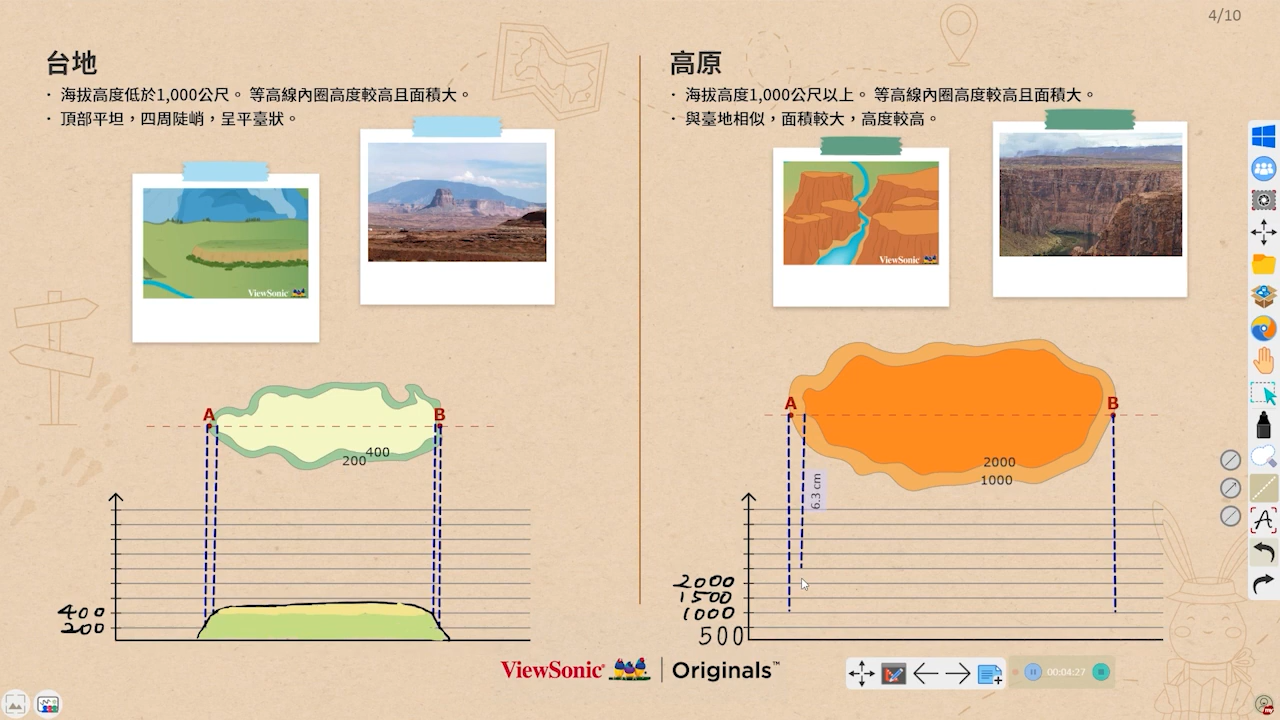 4/10
台地
· 海拔高度低於1,000公尺。 等高線內圈高度較高且面積大。
· 頂部平坦，四周陡峭，呈平臺狀。
ViewSonic
A
B
400
200
400
200
高原
· 海拔高度1,000公尺以上。 等高線內圈高度較高且面積大。
· 與臺地相似，面積較大，高度較高。
ViewSonic
A
B
2000
1000
6.3 cm
2000
1500
1000
500
ViewSonic Originals™
00:04:27